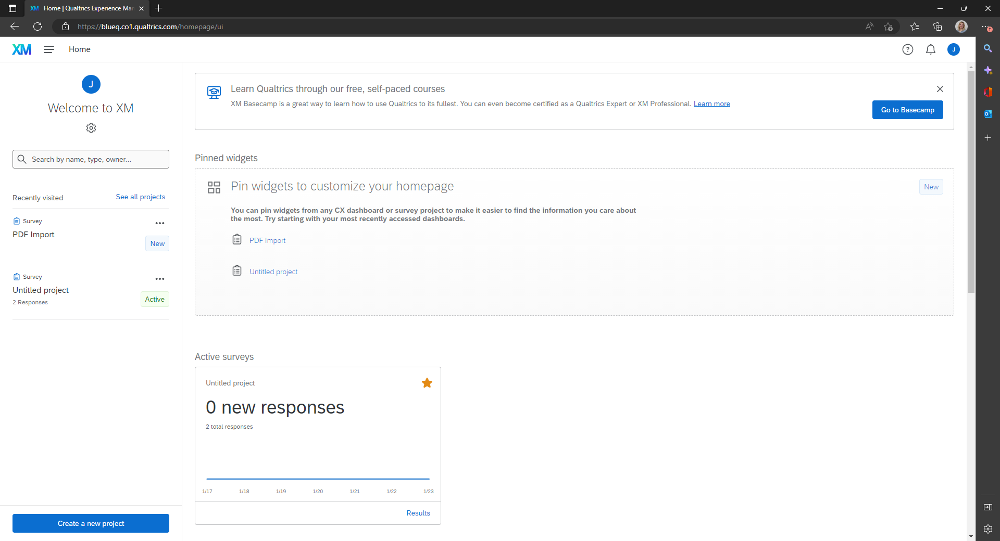 XM Home | Qualtrics Experience Man
https://blueq.co1.qualtrics.com/homepage/ui
XM
Home
J
J
Welcome to XM
Search by name, type, owner...
Recently visited
See all projects
Survey
PDF Import
New
Survey
Untitled project
2 Responses
Active
Create a new project
Learn Qualtrics through our free, self-paced courses
XM Basecamp is a great way to learn how to use Qualtrics to its fullest. You can even become certified as a Qualtrics Expert or XM Professional. Learn more
Go to Basecamp
Pinned widgets
Pin widgets to customize your homepage
New
You can pin widgets from any CX dashboard or survey project to make it easier to find the information you care about
the most. Try starting with your most recently accessed dashboards.
PDF Import
Untitled project
Active surveys
Untitled project
0 new responses
2 total responses
1/17 1/18 1/19 1/20 1/21 1/22 1/23
Results